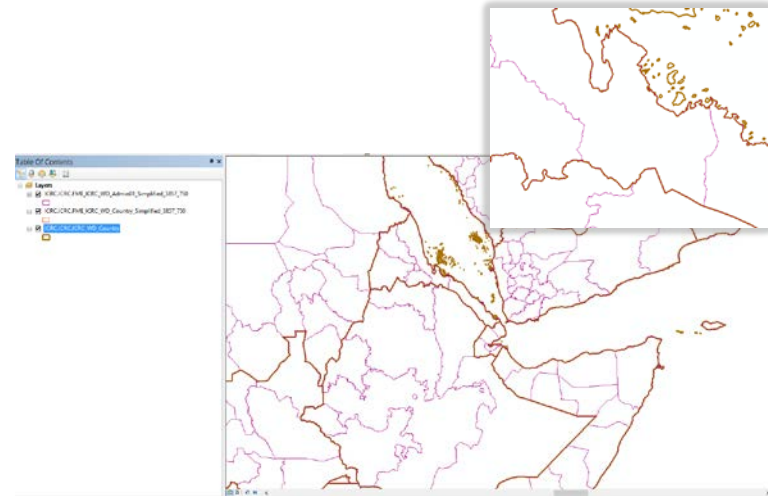 Table Of Contents
Layers
ICRC.ICRC.FME_ICRC_WD_Admin01_Simplified_3857_750
ICRC.ICRC.FME_ICRC_WD_Country_Simplified_3857_750
ICRC.ICRC.ICRC_WD_Country